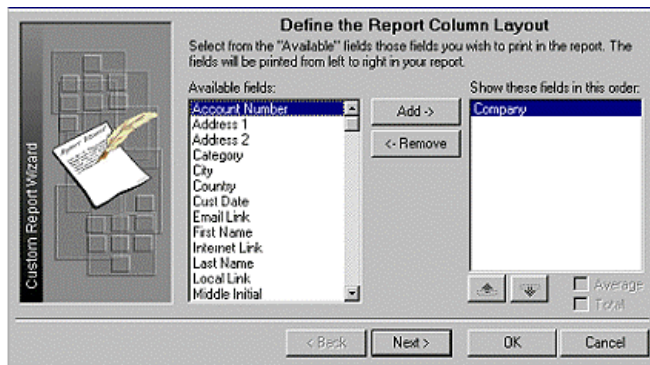 Define the Report Column Layout
Select from the "Available" fields those fields you wish to print in the report. The
fields will be printed from left to right in your report.
Available fields:
Account Number
Address 1
Address 2
Category
City
Country
Cust Date
Email Link
First Name
Internet Link
Last Name
Local Link
Middle Initial
Add ->
<- Remove
Show these fields in this order:
Company
Average
Total
Custom Report Wizard
< Back
Next >
OK
Cancel